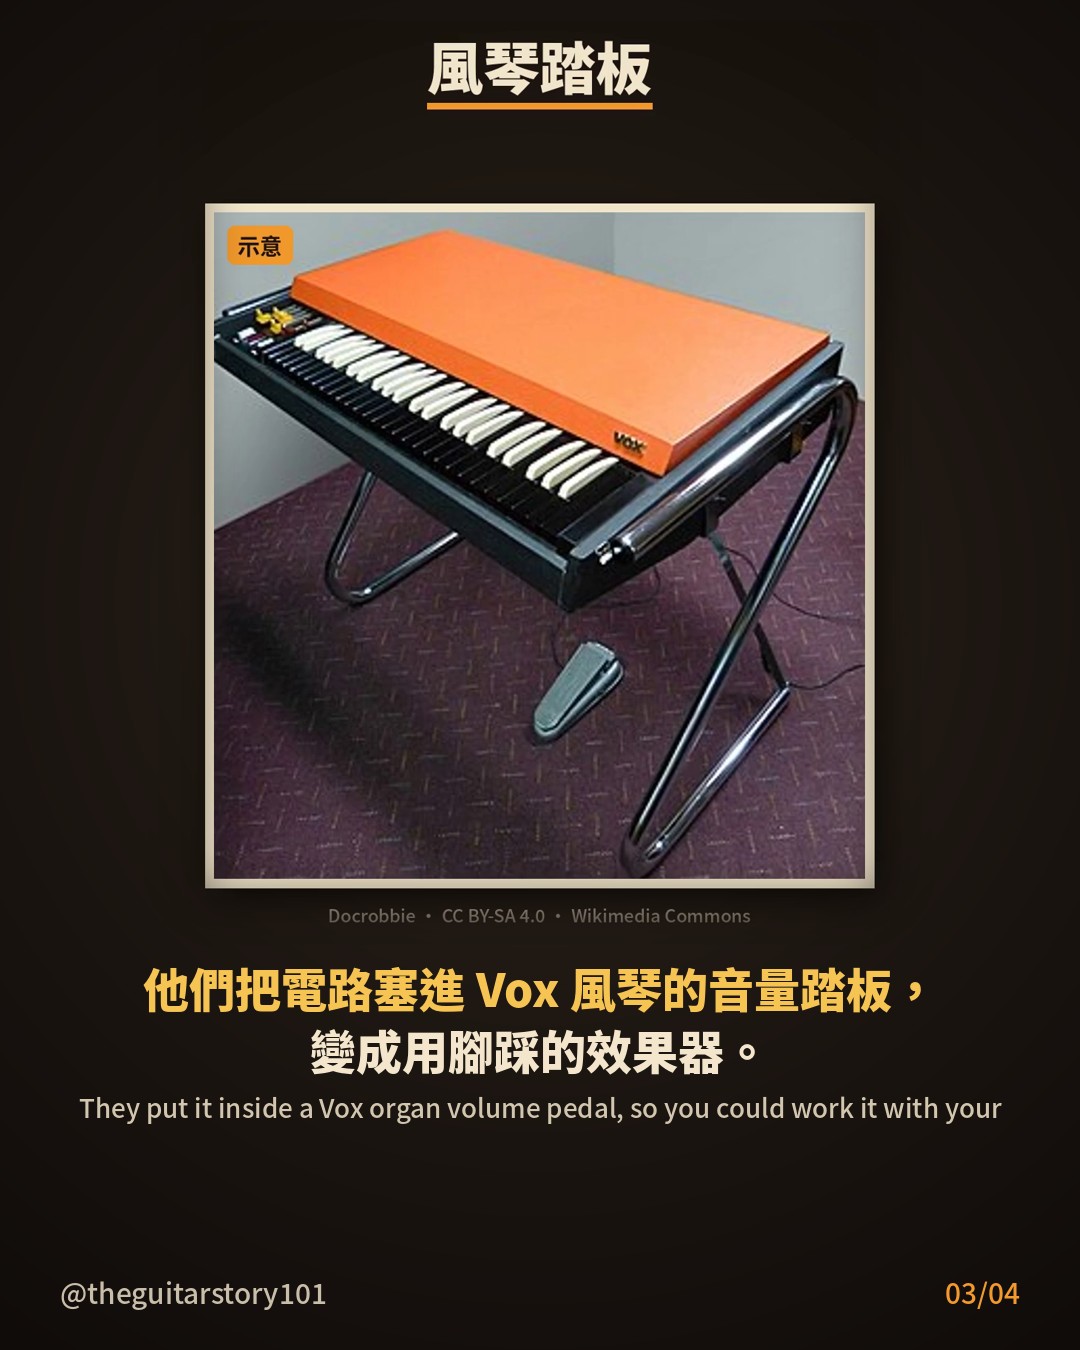 風琴踏板
示意
VOX
Docrobbie • CC BY-SA 4.0 • Wikimedia Commons
他們把電路塞進 Vox 風琴的音量踏板，
變成用腳踩的效果器。
They put it inside a Vox organ volume pedal, so you could work it with your
@theguitarstory101
03/04